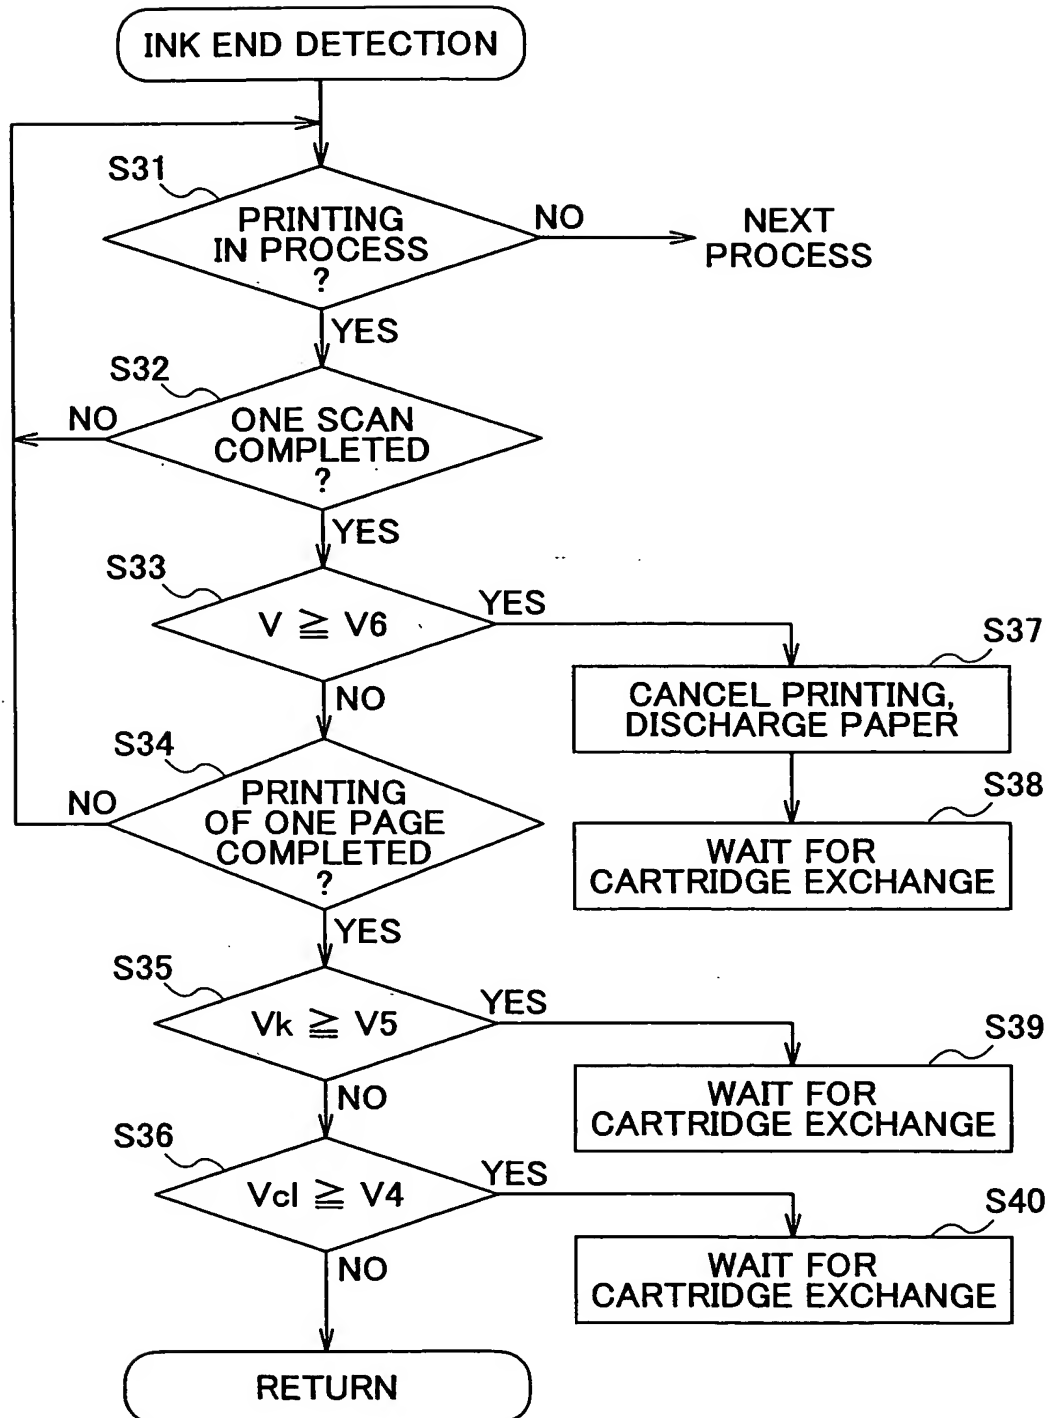 INK END DETECTION
S31
PRINTING
IN PROCESS
?
NO
NEXT
PROCESS
YES
S32
NO
ONE SCAN
COMPLETED
?
YES
S33
V ≧ V6
YES
NO
S37
CANCEL PRINTING,
DISCHARGE PAPER
S34
NO
PRINTING
OF ONE PAGE
COMPLETED
?
S38
WAIT FOR
CARTRIDGE EXCHANGE
YES
S35
Vk ≧ V5
YES
NO
S39
WAIT FOR
CARTRIDGE EXCHANGE
S36
Vcl ≧ V4
YES
NO
S40
WAIT FOR
CARTRIDGE EXCHANGE
RETURN